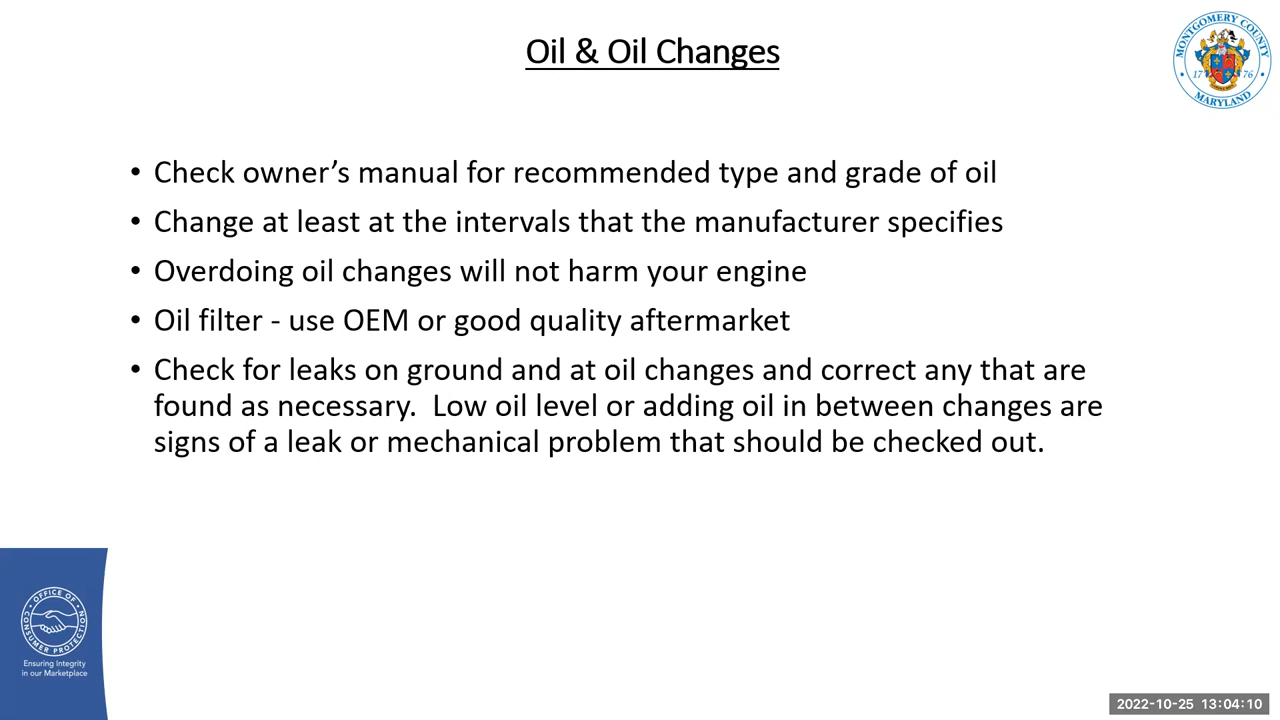 Oil & Oil Changes
MONTGOMERY COUNTY
17 76
MARYLAND
• Check owner’s manual for recommended type and grade of oil
• Change at least at the intervals that the manufacturer specifies
• Overdoing oil changes will not harm your engine
• Oil filter - use OEM or good quality aftermarket
• Check for leaks on ground and at oil changes and correct any that are
found as necessary.  Low oil level or adding oil in between changes are
signs of a leak or mechanical problem that should be checked out.
OFFICE OF
CONSUMER PROTECTION
Ensuring Integrity
in our Marketplace
2022-10-25 13:04:10